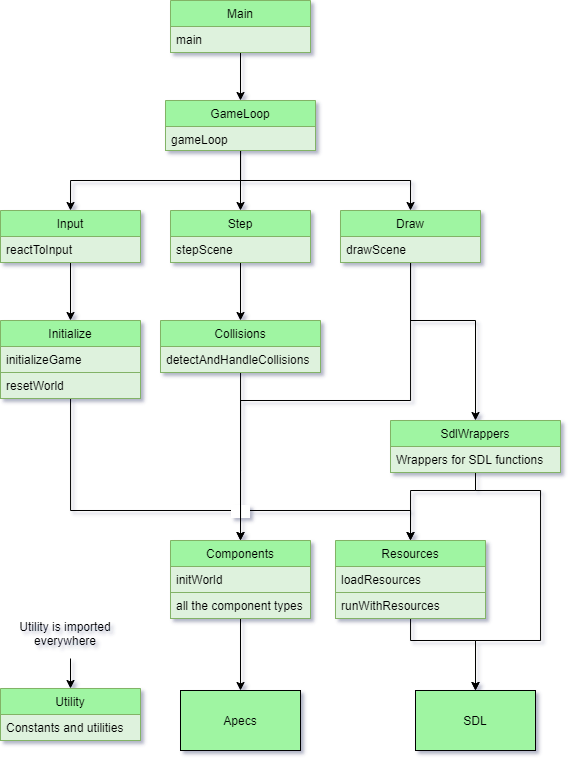 Main
main
GameLoop
gameLoop
Input
reactToInput
Step
stepScene
Draw
drawScene
Initialize
initializeGame
resetWorld
Collisions
detectAndHandleCollisions
SdlWrappers
Wrappers for SDL functions
Components
initWorld
all the component types
Resources
loadResources
runWithResources
Utility is imported
everywhere
Utility
Constants and utilities
Apecs
SDL